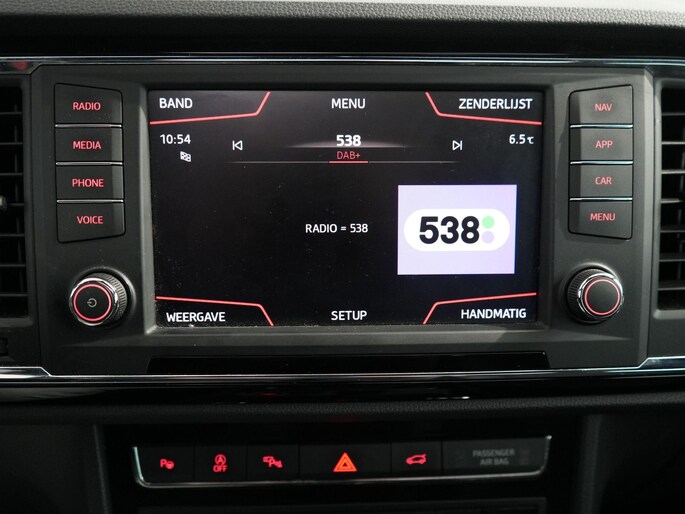 RADIO
MEDIA
PHONE
VOICE
BAND MENU ZENDERLIJST
10:54 538 6.5°C
DAB+
RADIO = 538
538
WEERGAVE SETUP HANDMATIG
NAV
APP
CAR
MENU
P
A OFF
P
PASSENGER
AIR BAG